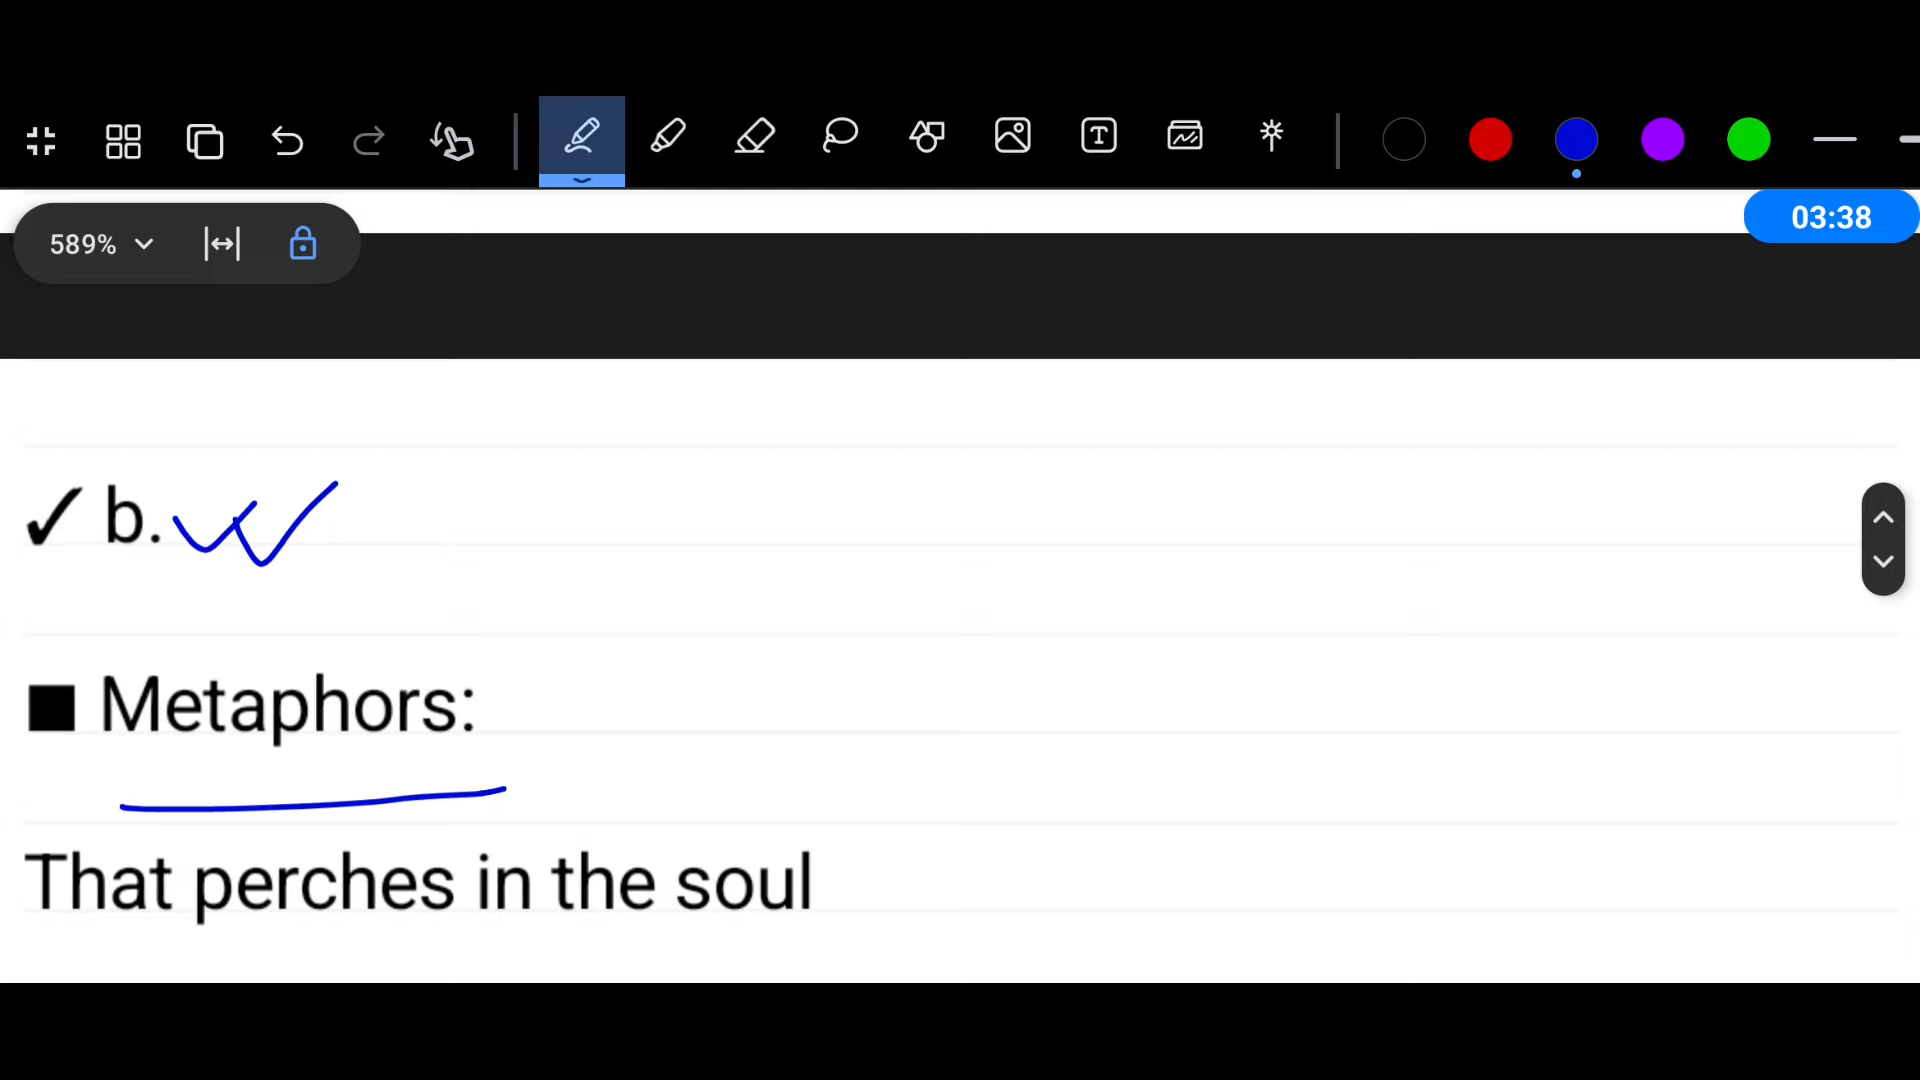 03:38
589%
✓ b.
■ Metaphors:
That perches in the soul